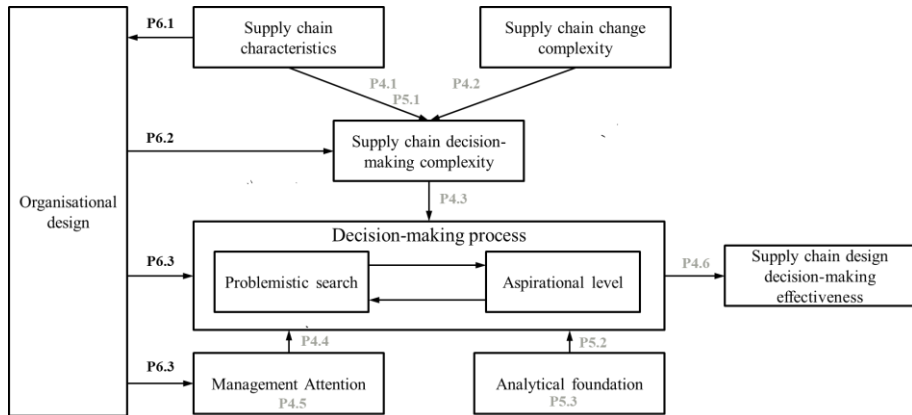 P6.1
Supply chain
characteristics
Supply chain change
complexity
P4.1
P4.2
P5.1
P6.2
Supply chain decision-
making complexity
P4.3
Organisational
design
Decision-making process
P6.3
Problemistic search
Aspirational level
P4.6
Supply chain design
decision-making
effectiveness
P4.4
P5.2
P6.3
Management Attention
P4.5
Analytical foundation
P5.3